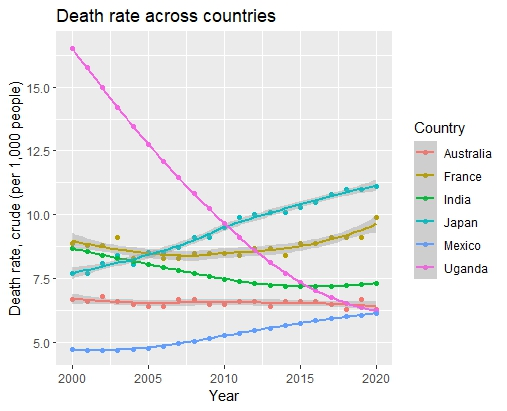 Death rate across countries
Death rate, crude (per 1,000 people)
15.0
12.5
10.0
7.5
5.0
2000
2005
2010
2015
2020
Year
Country
Australia
France
India
Japan
Mexico
Uganda